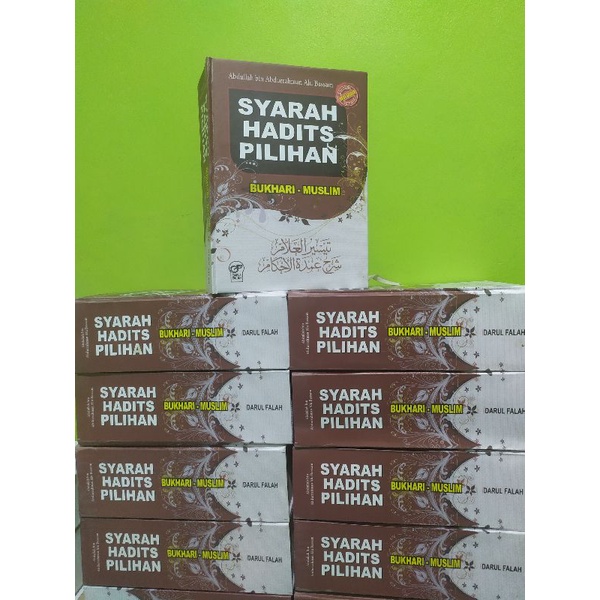 Abdullah bin Abdurrahman Alu Bassam
SYARAH
HADITS
PILIHAN
BUKHARI - MUSLIM
تيسير العلام
شرح عمدة الأحكام
SYARAH
HADITS
PILIHAN
BUKHARI - MUSLIM
DARUL FALAH
SYARAH
HADITS
PILIHAN
BUKHARI - MUSLIM
DARUL FALAH
SYARAH
HADITS
PILIHAN
BUKHARI - MUSLIM
DARUL FALAH
SYARAH
HADITS
PILIHAN
BUKHARI - MUSLIM
DARUL FALAH
SYARAH
HADITS
PILIHAN
BUKHARI - MUSLIM
DARUL FALAH
SYARAH
HADITS
PILIHAN
BUKHARI - MUSLIM
DARUL FALAH
SYARAH
HADITS
PILIHAN
BUKHARI - MUSLIM
DARUL FALAH
SYARAH
HADITS
PILIHAN
BUKHARI - MUSLIM
DARUL FALAH